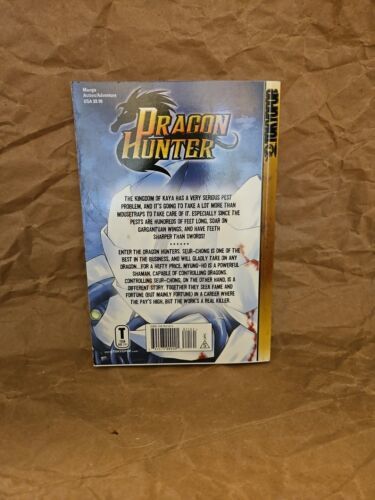 Manga
Action/Adventure
DRAGON
HUNTER
TOKYOPOP
THE KINGDOM OF KAYA HAS A VERY SERIOUS PEST
PROBLEM, AND IT'S GOING TO TAKE A LOT MORE THAN
MOUSETRAPS TO TAKE CARE OF IT. ESPECIALLY SINCE THE
PESTS ARE HUNDREDS OF FEET LONG, SOAR ON
GARGANTUAN WINGS, AND HAVE TEETH
SHARPER THAN SWORDS!
ENTER THE DRAGON HUNTERS. SEUR-CHONG IS ONE OF THE
BEST IN THE BUSINESS, AND WILL GLADLY TAKE ON ANY
DRAGON...FOR A HEFTY PRICE. MYUNG-HO IS A POWERFUL
SHAMAN, CAPABLE OF CONTROLLING DRAGONS.
CONTROLLING SEUR-CHONG, ON THE OTHER HAND, IS A
DIFFERENT STORY. TOGETHER THEY SEEK FAME AND
FORTUNE (BUT MAINLY FORTUNE) IN A CAREER WHERE
THE PAY'S HIGH, BUT THE WORK'S A REAL KILLER.
T